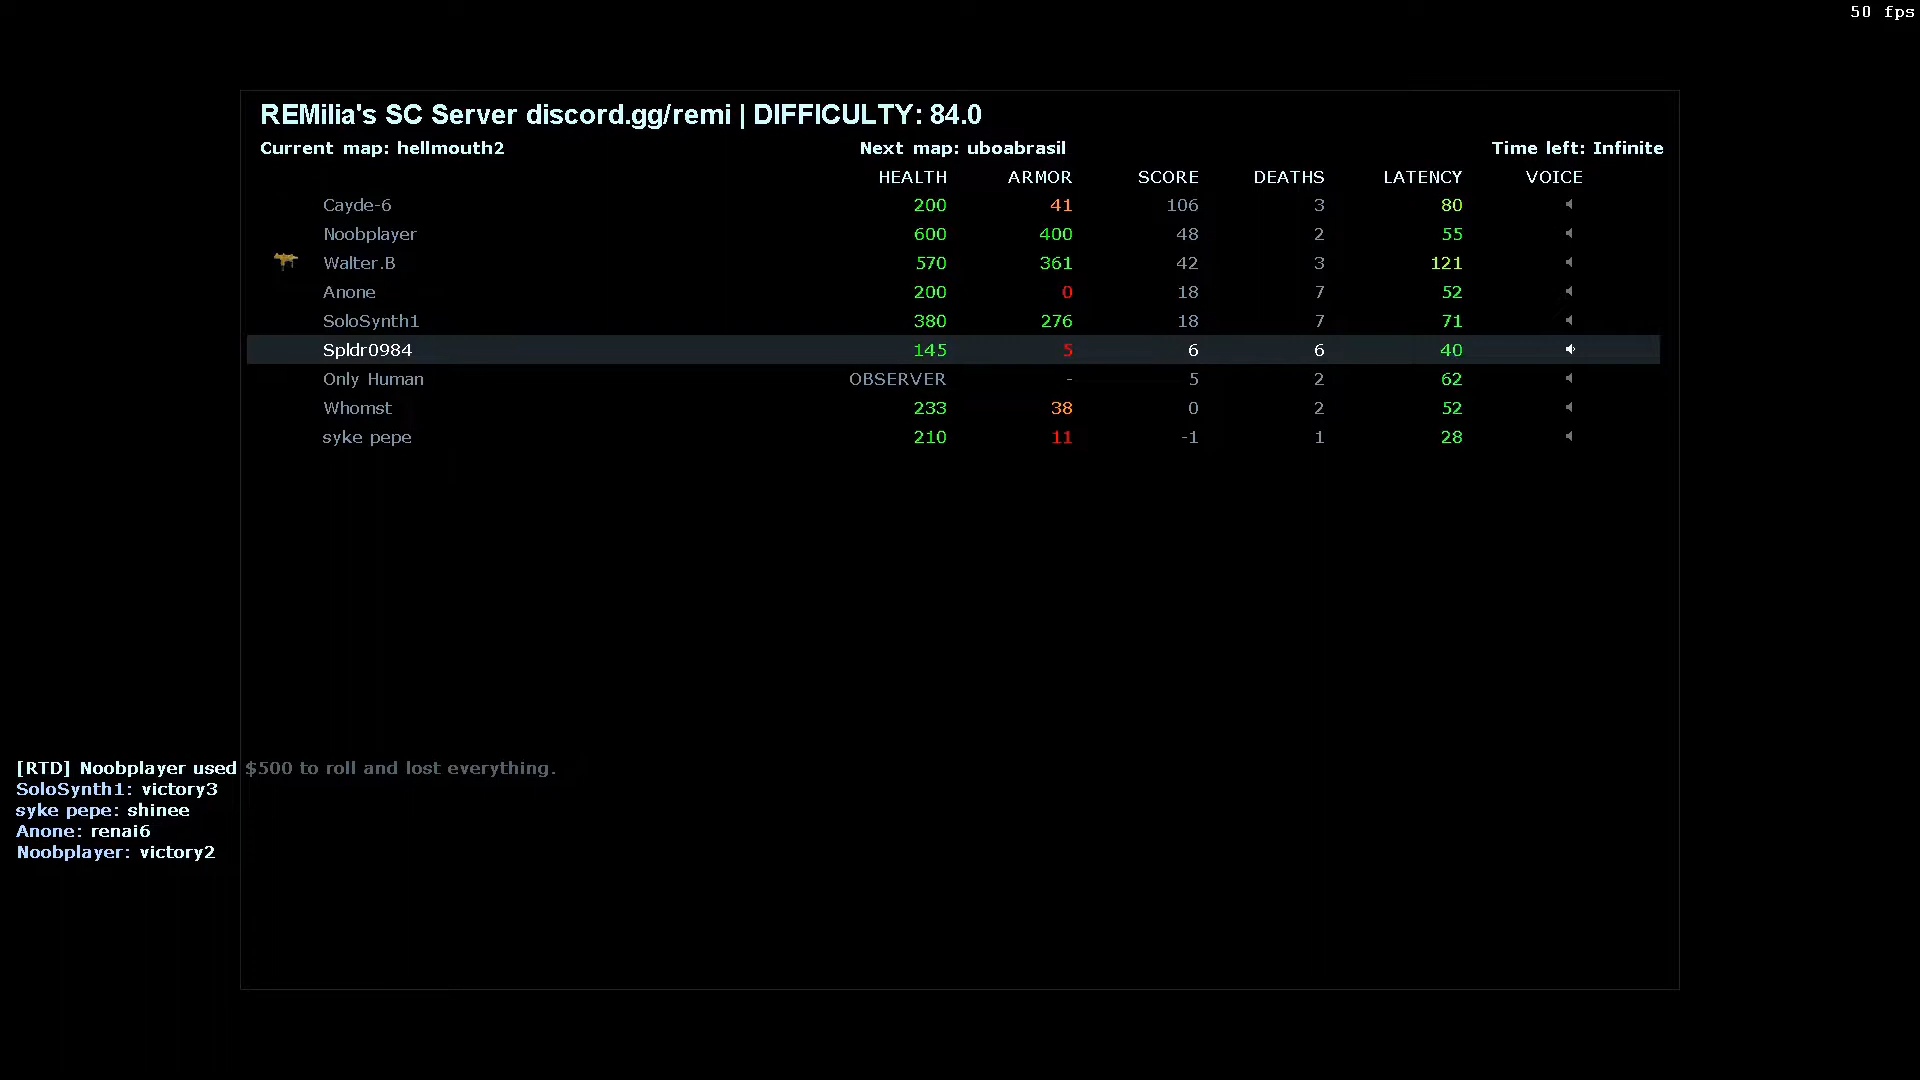 50 fps
REMilia's SC Server discord.gg/remi | DIFFICULTY: 84.0
Current map: hellmouth2 Next map: uboabrasil Time left: Infinite
HEALTH ARMOR SCORE DEATHS LATENCY VOICE
Cayde-6 200 41 106 3 80
Noobplayer 600 400 48 2 55
Walter.B 570 361 42 3 121
Anone 200 0 18 7 52
SoloSynth1 380 276 18 7 71
Spldr0984 145 5 6 6 40
Only Human OBSERVER - 5 2 62
Whomst 233 38 0 2 52
syke pepe 210 11 -1 1 28
[RTD] Noobplayer used $500 to roll and lost everything.
SoloSynth1: victory3
syke pepe: shinee
Anone: renai6
Noobplayer: victory2